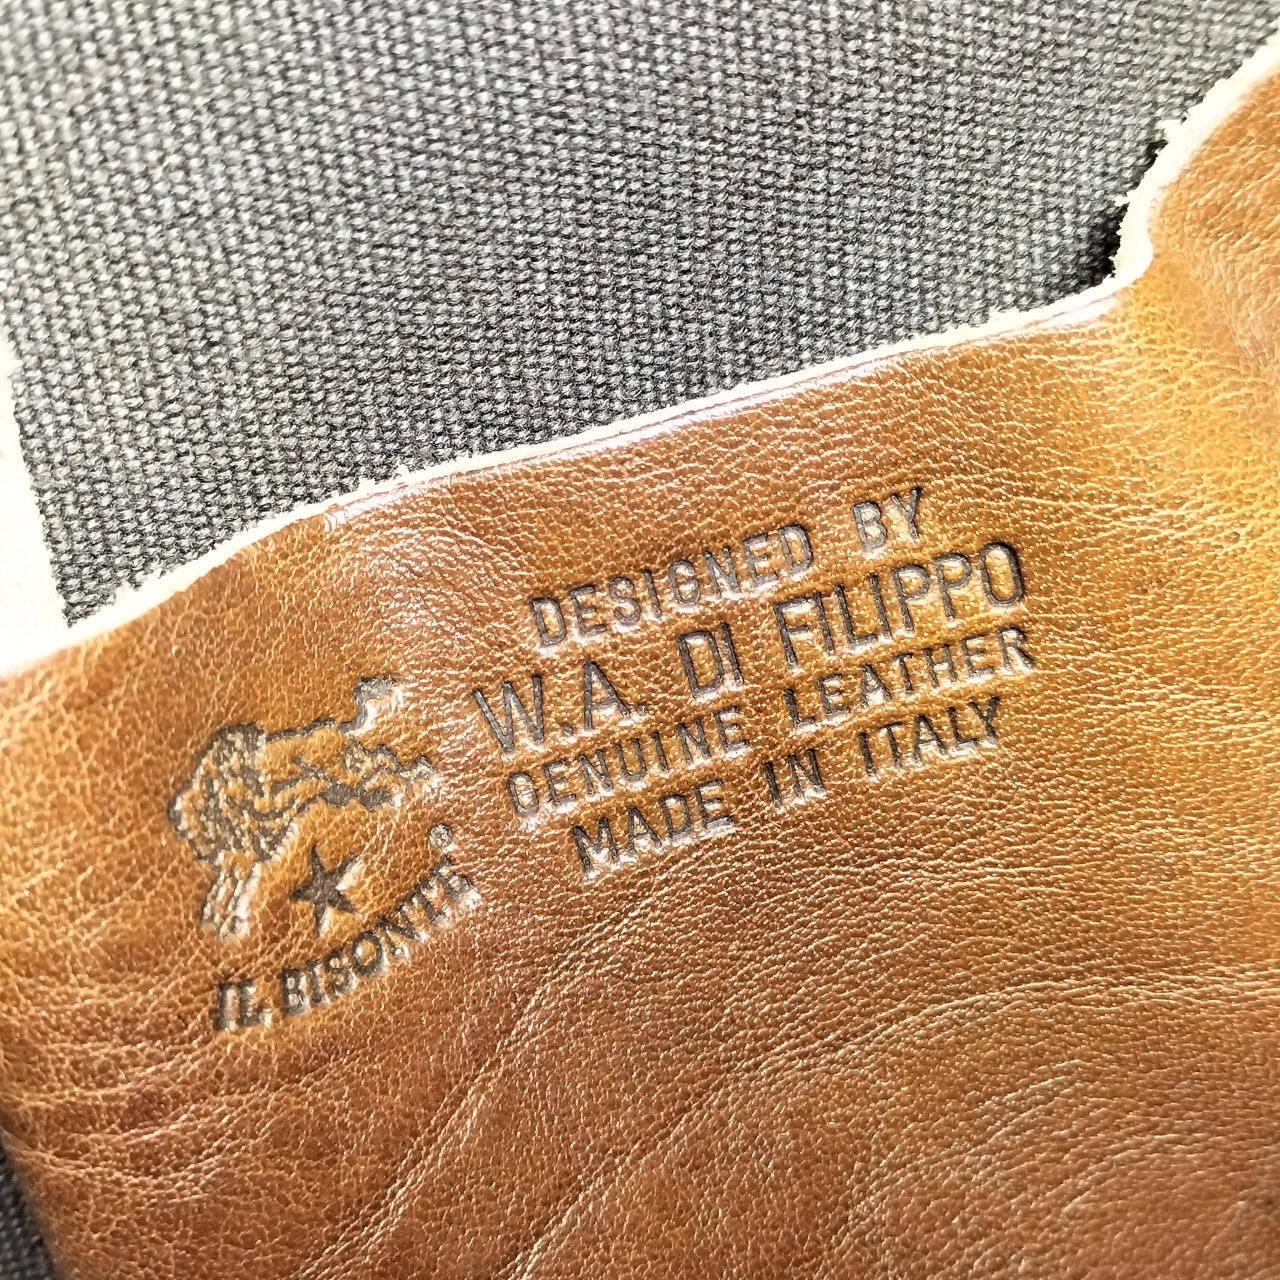 DESIGNED BY
W.A. DI FILIPPO
GENUINE LEATHER
MADE IN ITALY
IL BISONTE®